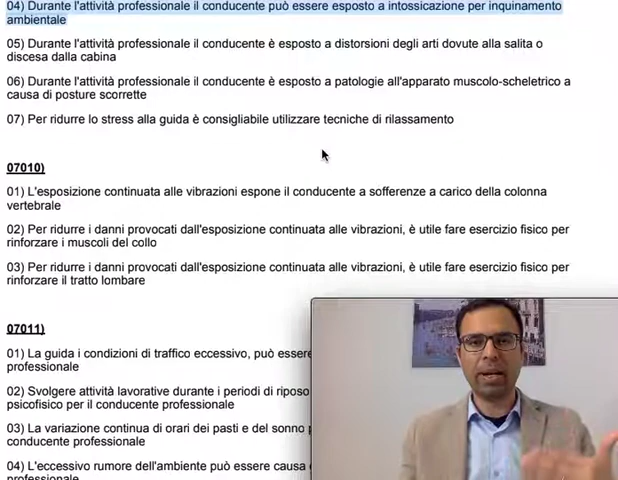 04) Durante l'attività professionale il conducente può essere esposto a intossicazione per inquinamento
ambientale
05) Durante l'attività professionale il conducente è esposto a distorsioni degli arti dovute alla salita o
discesa dalla cabina
06) Durante l'attività professionale il conducente è esposto a patologie all'apparato muscolo-scheletrico a
causa di posture scorrette
07) Per ridurre lo stress alla guida è consigliabile utilizzare tecniche di rilassamento
07010)
01) L'esposizione continuata alle vibrazioni espone il conducente a sofferenze a carico della colonna
vertebrale
02) Per ridurre i danni provocati dall'esposizione continuata alle vibrazioni, è utile fare esercizio fisico per
rinforzare i muscoli del collo
03) Per ridurre i danni provocati dall'esposizione continuata alle vibrazioni, è utile fare esercizio fisico per
rinforzare il tratto lombare
07011)
01) La guida i condizioni di traffico eccessivo, può essere
professionale
02) Svolgere attività lavorative durante i periodi di riposo
psicofisico per il conducente professionale
03) La variazione continua di orari dei pasti e del sonno
conducente professionale
04) L'eccessivo rumore dell'ambiente può essere causa
professionale